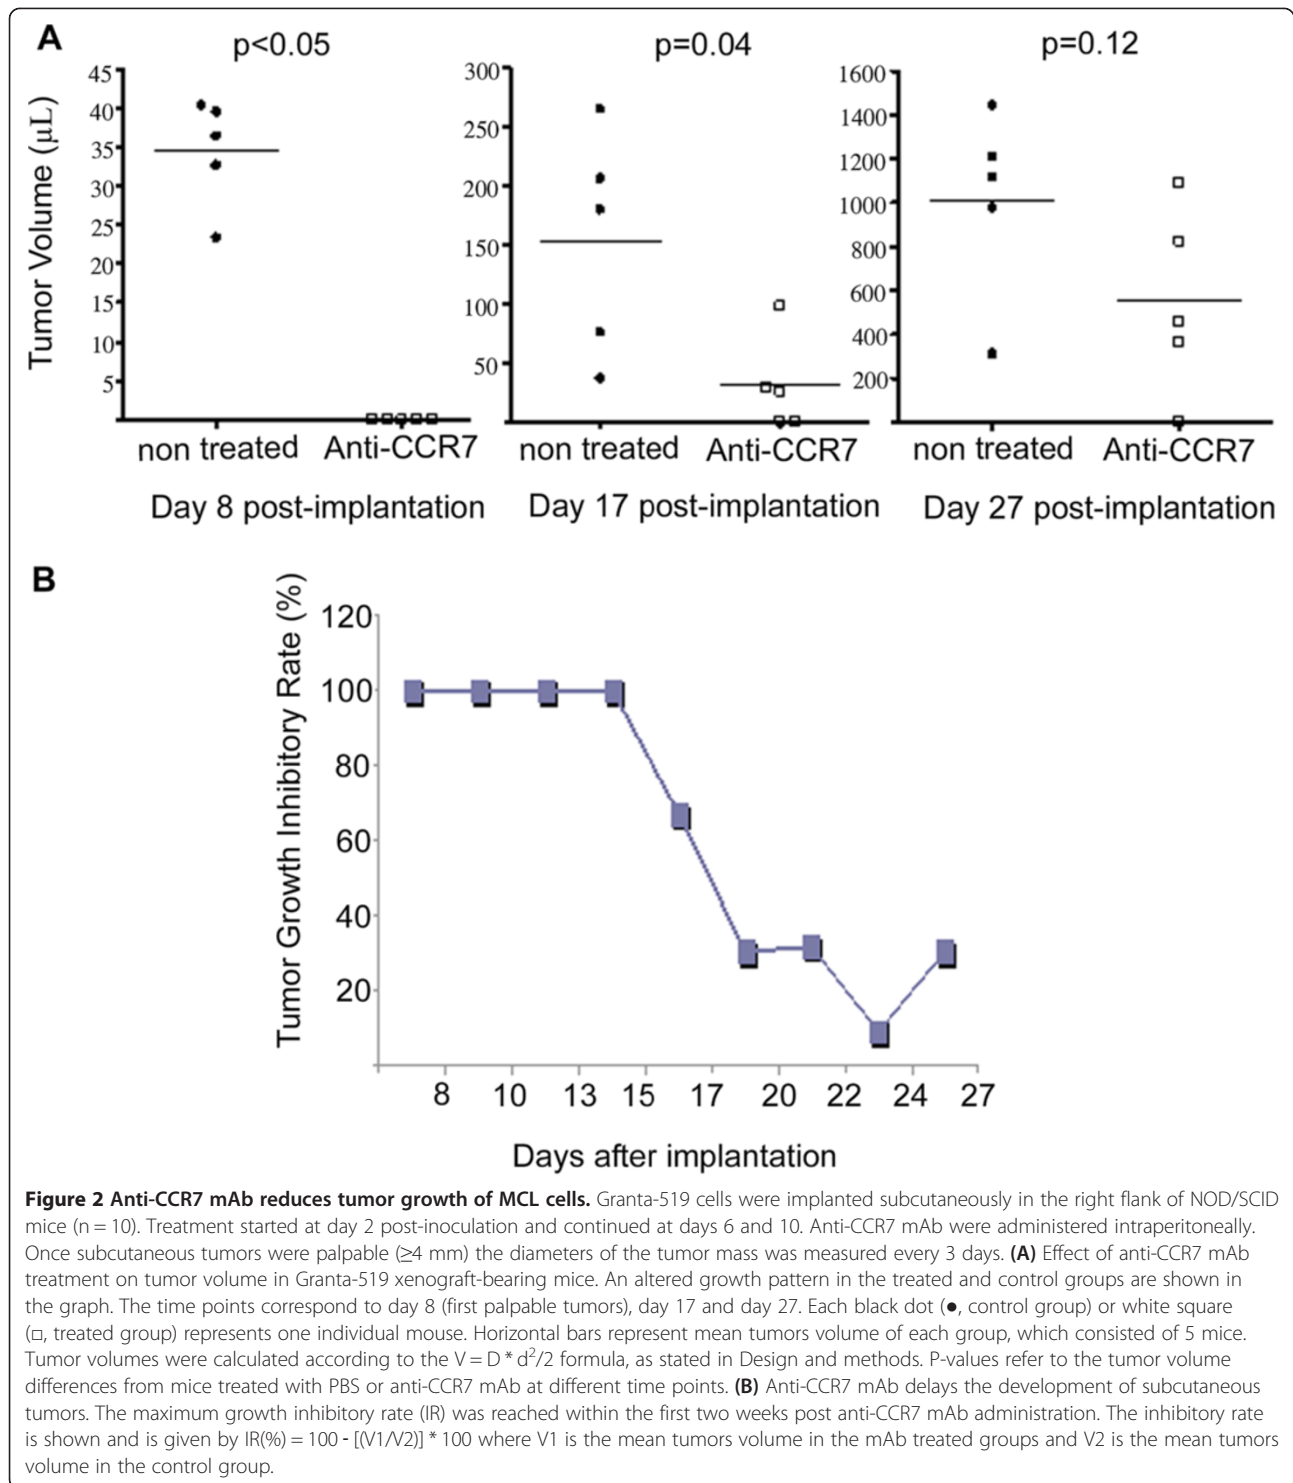 A
p<0.05
p=0.04
p=0.12
Tumor Volume (µL)
45
40
35
30
25
20
15
10
5
300
250
200
150
100
50
1600
1400
1200
1000
800
600
400
200
non treated Anti-CCR7
non treated Anti-CCR7
non treated Anti-CCR7
Day 8 post-implantation
Day 17 post-implantation
Day 27 post-implantation
B
Tumor Growth Inhibitory Rate (%)
120
100
80
60
40
20
8 10 13 15 17 20 22 24 27
Days after implantation
Figure 2 Anti-CCR7 mAb reduces tumor growth of MCL cells. Granta-519 cells were implanted subcutaneously in the right flank of NOD/SCID
mice (n = 10). Treatment started at day 2 post-inoculation and continued at days 6 and 10. Anti-CCR7 mAb were administered intraperitoneally.
Once subcutaneous tumors were palpable (≥4 mm) the diameters of the tumor mass was measured every 3 days. (A) Effect of anti-CCR7 mAb
treatment on tumor volume in Granta-519 xenograft-bearing mice. An altered growth pattern in the treated and control groups are shown in
the graph. The time points correspond to day 8 (first palpable tumors), day 17 and day 27. Each black dot (●, control group) or white square
(□, treated group) represents one individual mouse. Horizontal bars represent mean tumors volume of each group, which consisted of 5 mice.
Tumor volumes were calculated according to the V = D * d²/2 formula, as stated in Design and methods. P-values refer to the tumor volume
differences from mice treated with PBS or anti-CCR7 mAb at different time points. (B) Anti-CCR7 mAb delays the development of subcutaneous
tumors. The maximum growth inhibitory rate (IR) was reached within the first two weeks post anti-CCR7 mAb administration. The inhibitory rate
is shown and is given by IR(%) = 100 - [(V1/V2)] * 100 where V1 is the mean tumors volume in the mAb treated groups and V2 is the mean tumors
volume in the control group.